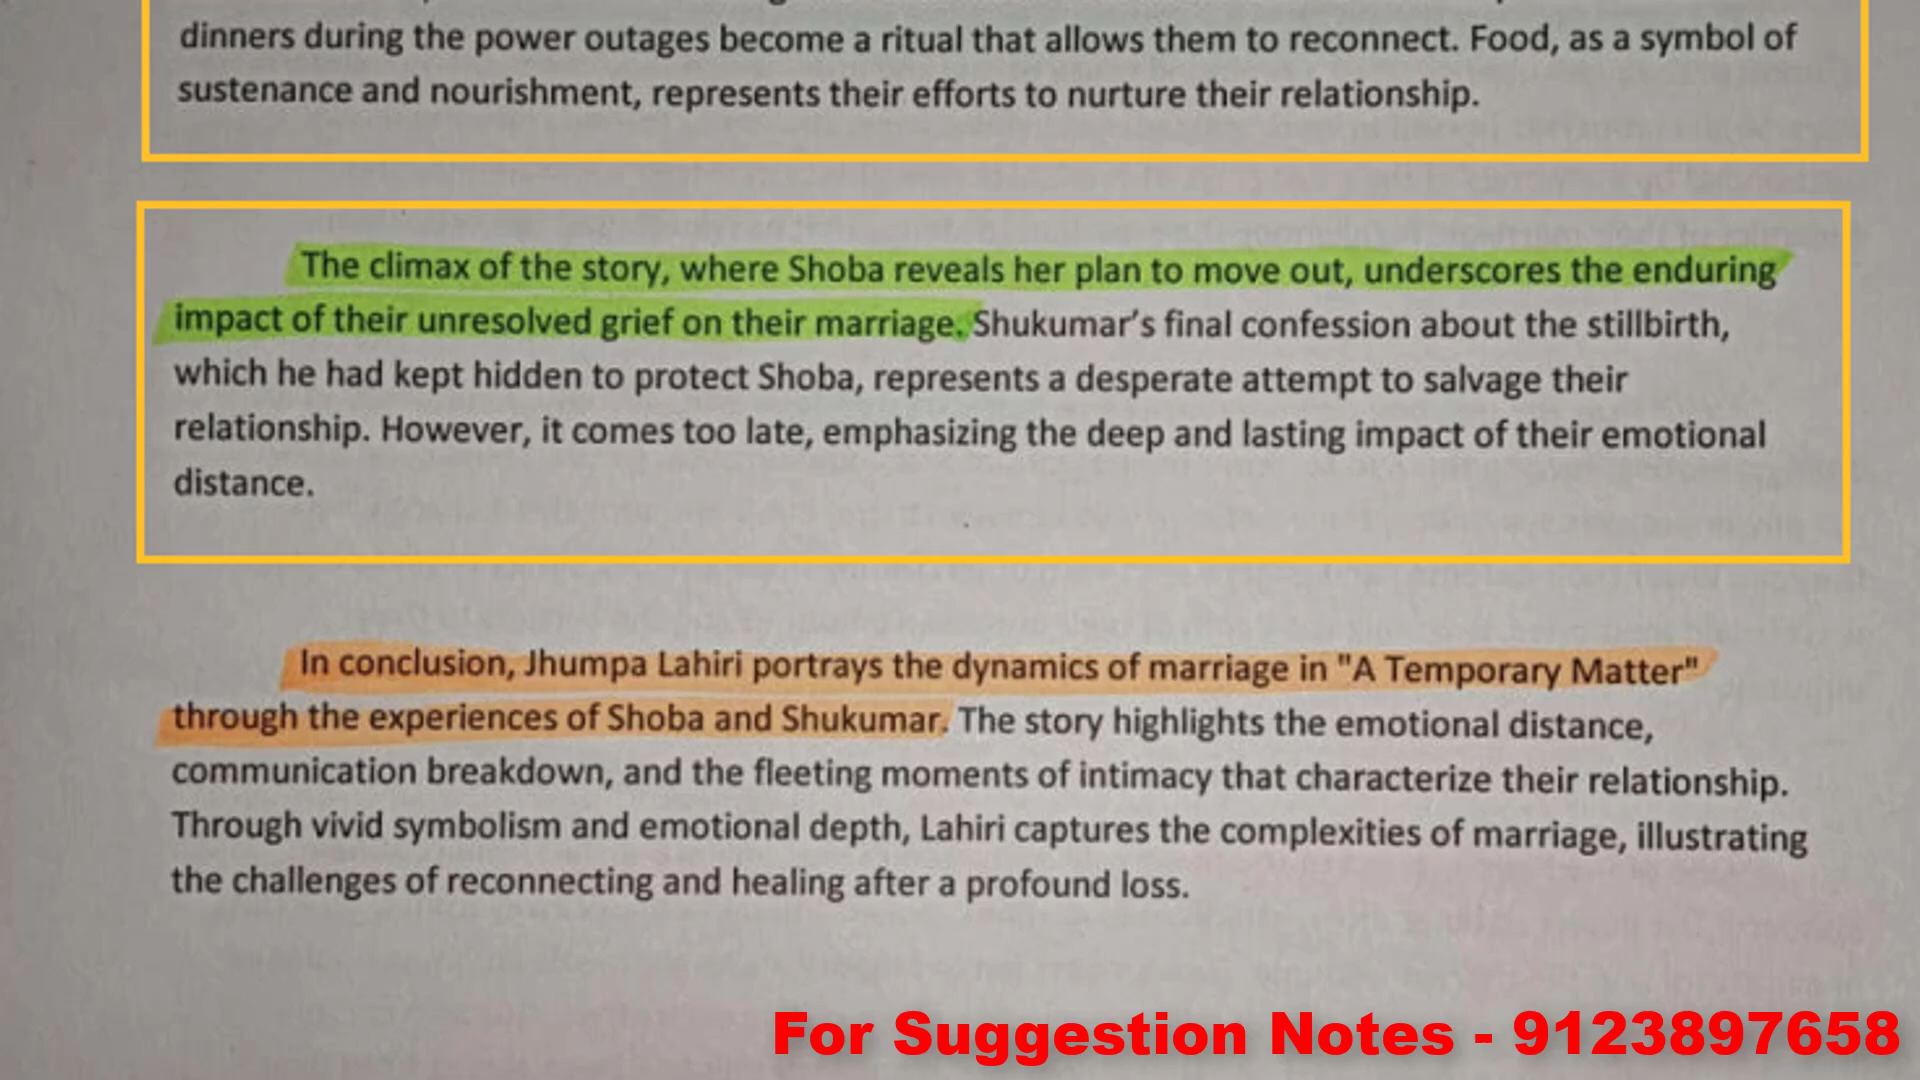 dinners during the power outages become a ritual that allows them to reconnect. Food, as a symbol of
sustenance and nourishment, represents their efforts to nurture their relationship.
The climax of the story, where Shoba reveals her plan to move out, underscores the enduring
impact of their unresolved grief on their marriage. Shukumar's final confession about the stillbirth,
which he had kept hidden to protect Shoba, represents a desperate attempt to salvage their
relationship. However, it comes too late, emphasizing the deep and lasting impact of their emotional
distance.
In conclusion, Jhumpa Lahiri portrays the dynamics of marriage in "A Temporary Matter"
through the experiences of Shoba and Shukumar. The story highlights the emotional distance,
communication breakdown, and the fleeting moments of intimacy that characterize their relationship.
Through vivid symbolism and emotional depth, Lahiri captures the complexities of marriage, illustrating
the challenges of reconnecting and healing after a profound loss.
For Suggestion Notes - 9123897658